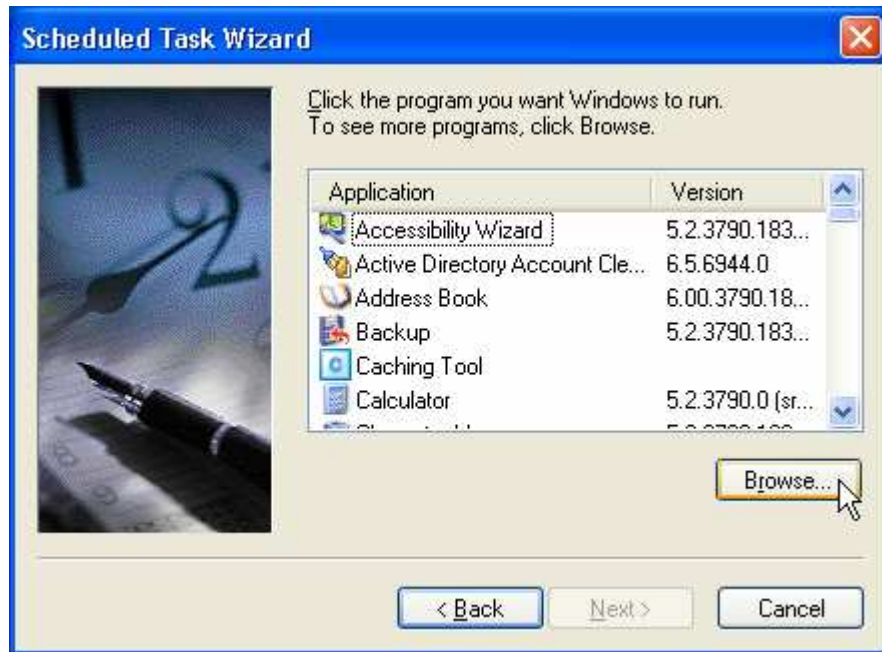 Scheduled Task Wizard
Click the program you want Windows to run.
To see more programs, click Browse.
Application Version
Accessibility Wizard 5.2.3790.183...
Active Directory Account Cle... 6.5.6944.0
Address Book 6.00.3790.18...
Backup 5.2.3790.183...
Caching Tool
Calculator 5.2.3790.0 (sr...
Browse...
< Back Next > Cancel